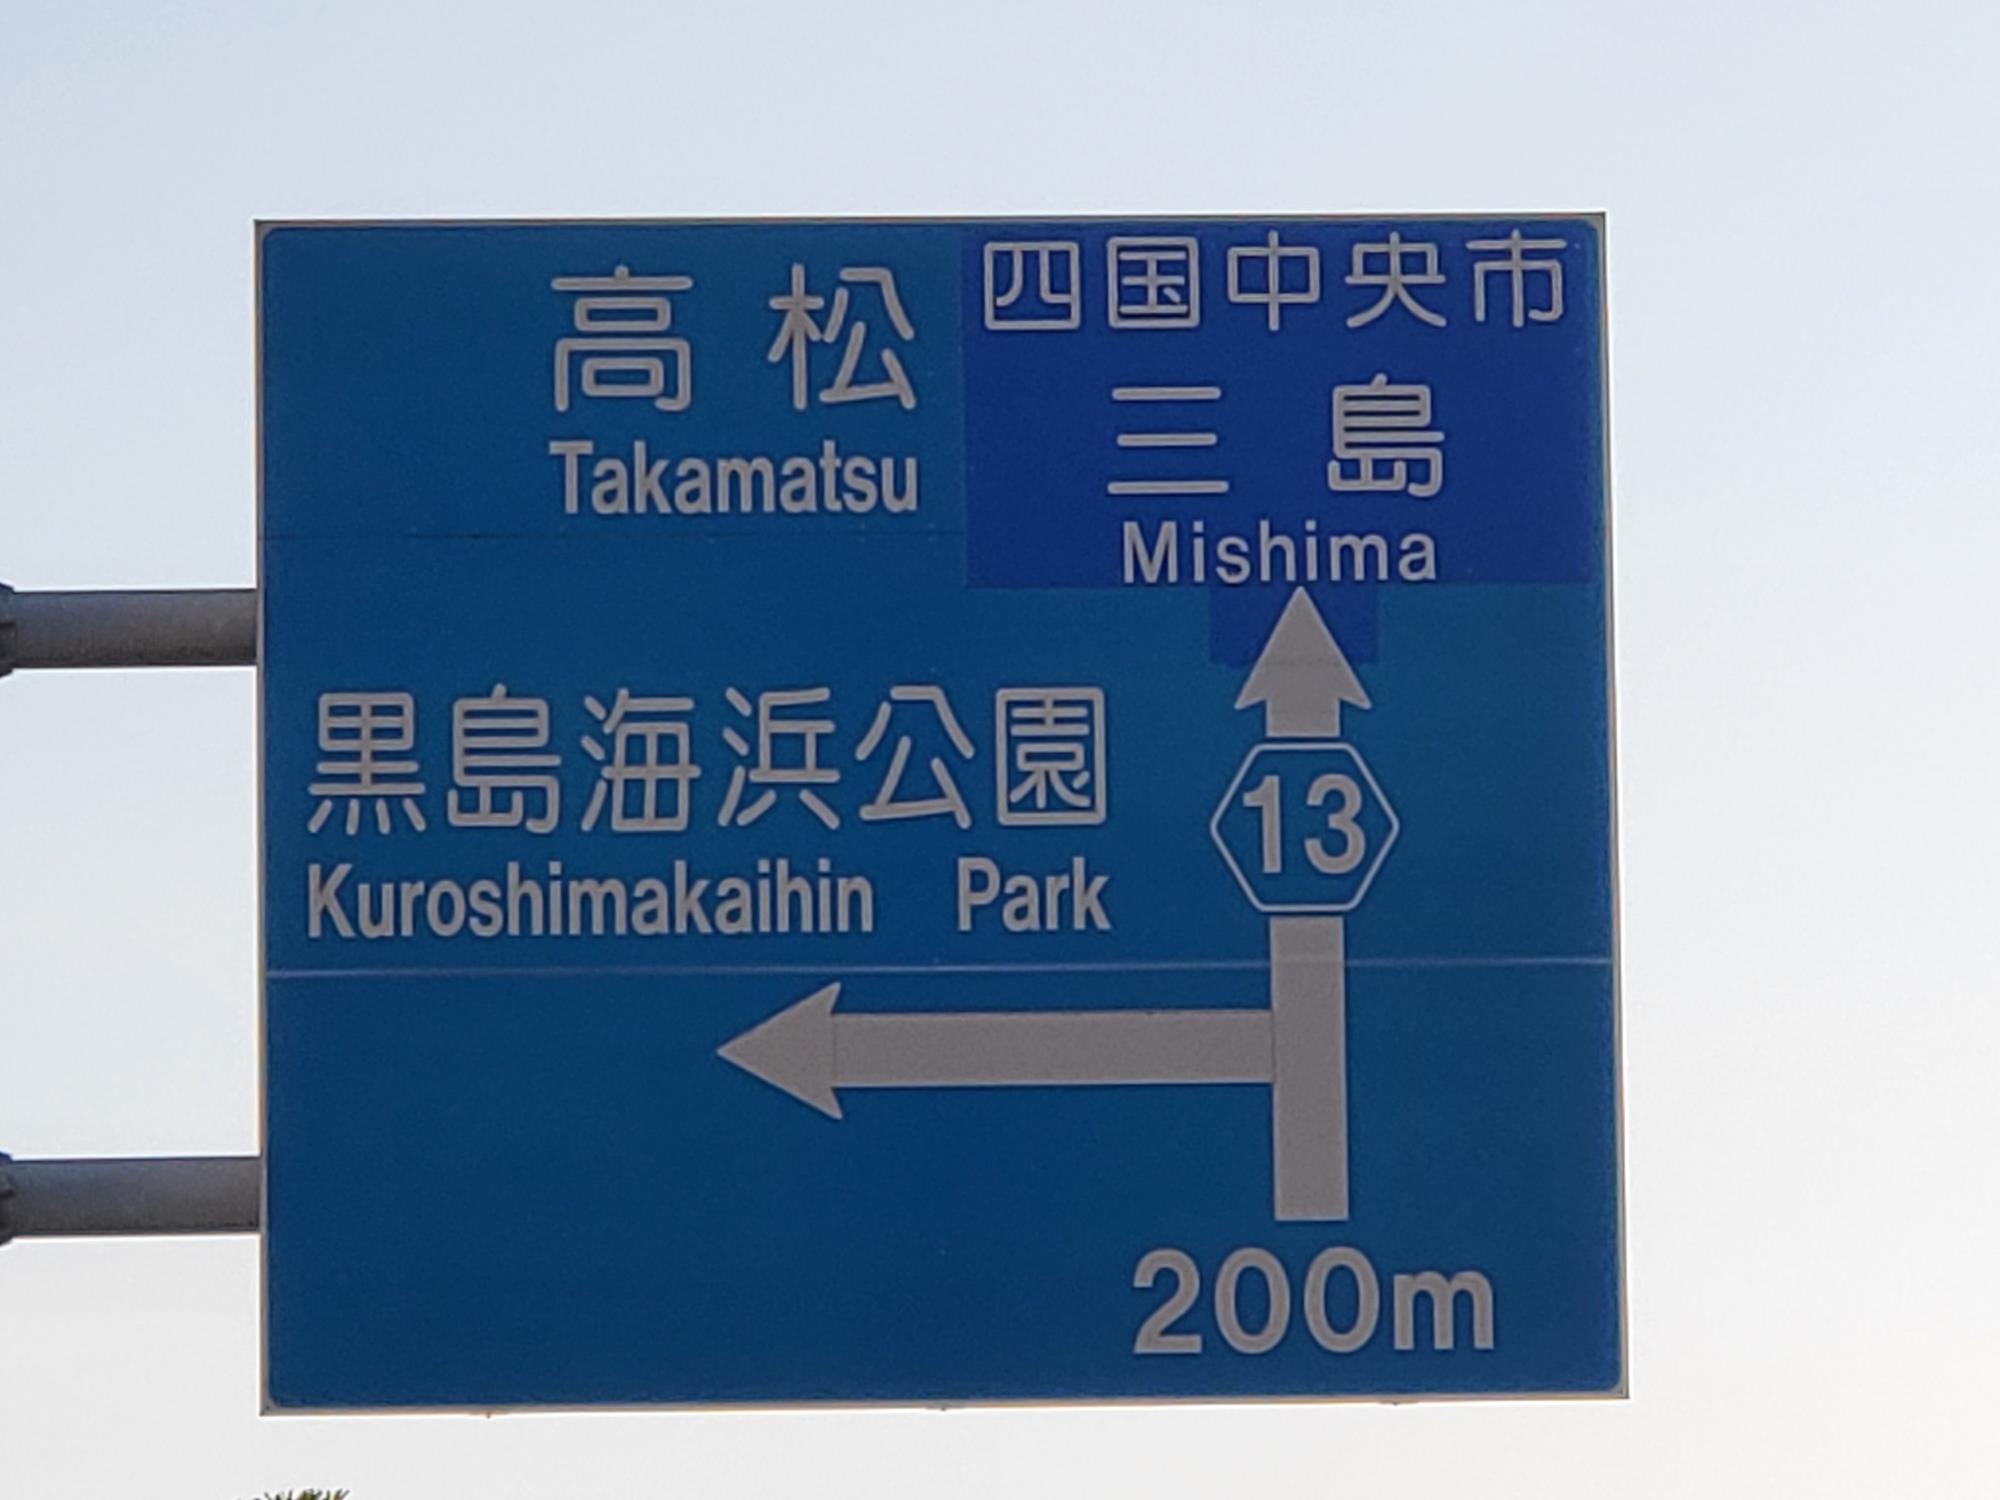 高松
Takamatsu
四国中央市
三島
Mishima
黒島海浜公園
Kuroshimakaihin Park
13
200m